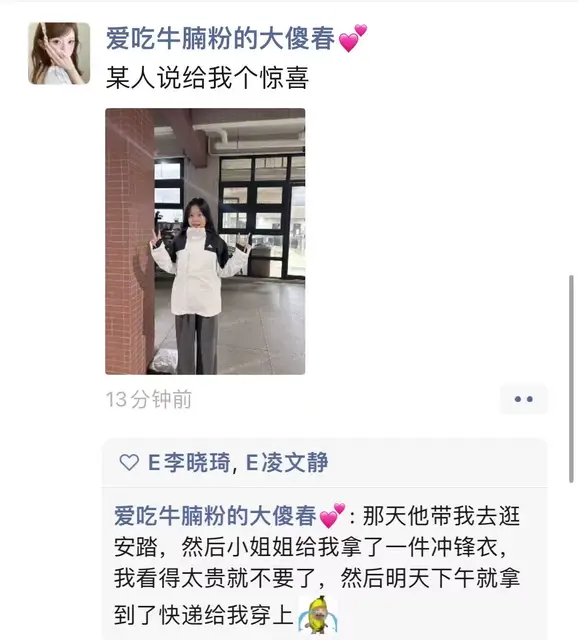 爱吃牛腩粉的大傻春💕
某人说给我个惊喜
13分钟前
E李晓琦, E凌文静
爱吃牛腩粉的大傻春💕: 那天他带我去逛
安踏，然后小姐姐给我拿了一件冲锋衣，
我看得太贵就不要了，然后明天下午就拿
到了快递给我穿上